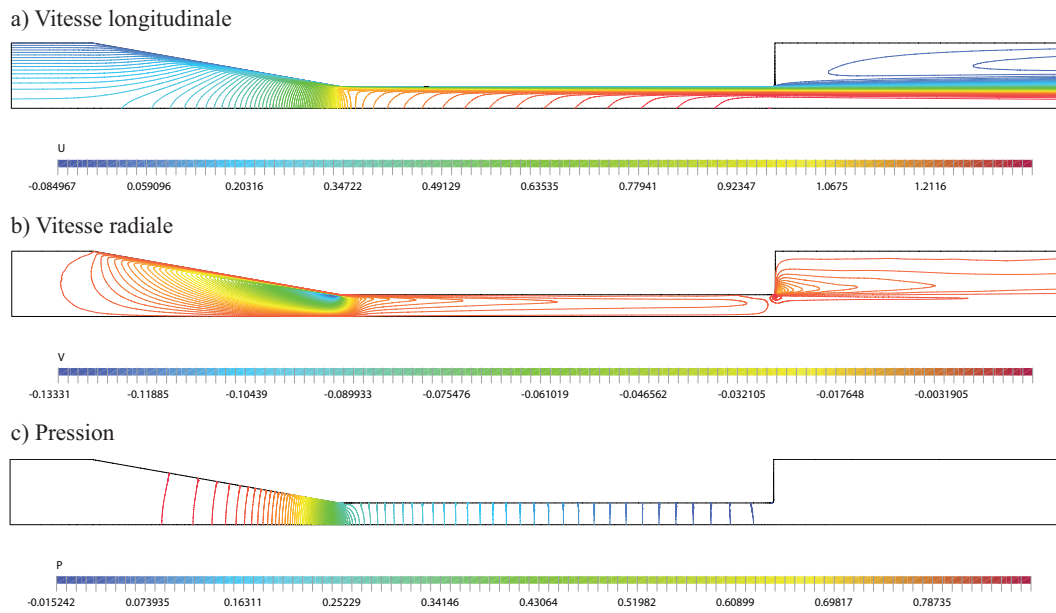 a) Vitesse longitudinale
U
-0.084967 0.059096 0.20316 0.34722 0.49129 0.63535 0.77941 0.92347 1.0675 1.2116
b) Vitesse radiale
V
-0.13331 -0.11885 -0.10439 -0.089933 -0.075476 -0.061019 -0.046562 -0.032105 -0.017648 -0.0031905
c) Pression
P
-0.015242 0.073935 0.16311 0.25229 0.34146 0.43064 0.51982 0.60899 0.69817 0.78735